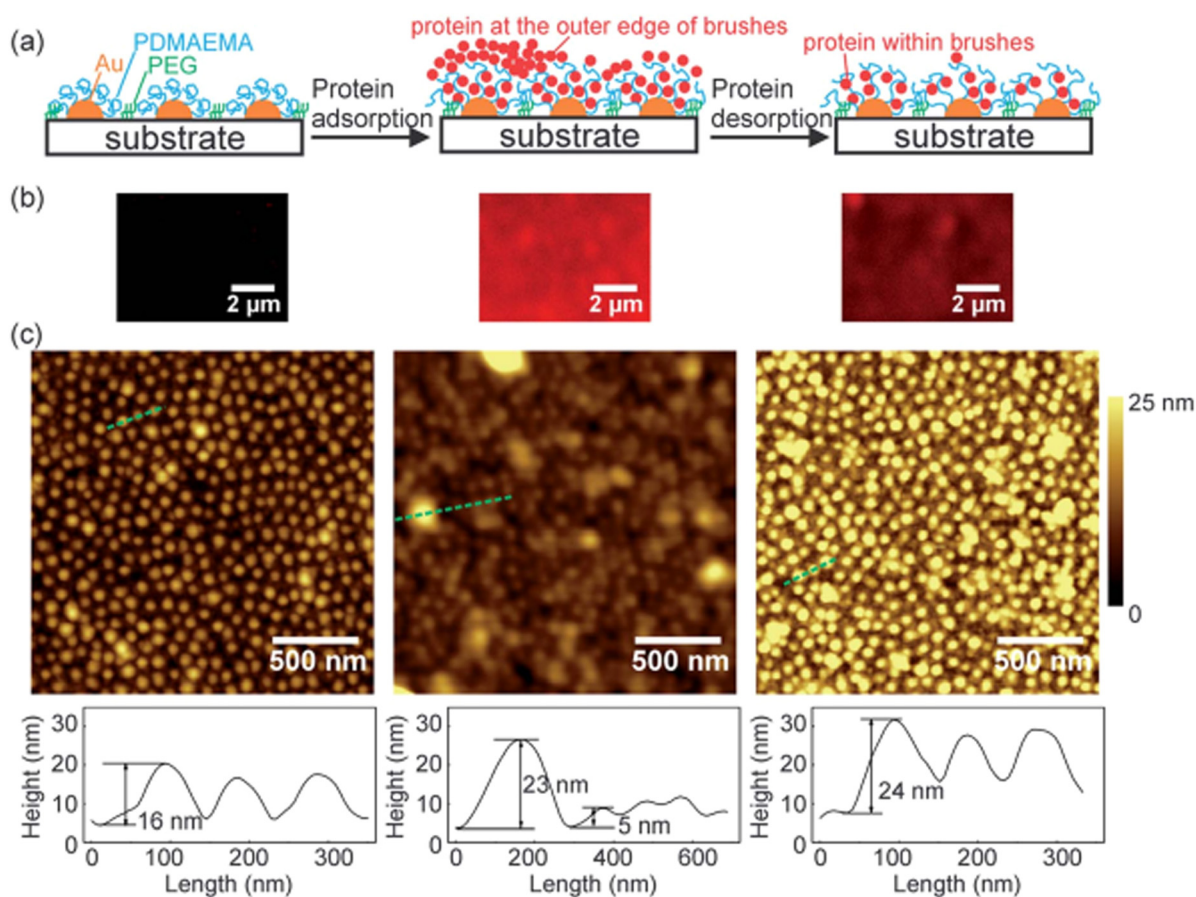 (a)
PDMAEMA
Au
PEG
substrate
Protein
adsorption
protein at the outer edge of brushes
substrate
Protein
desorption
protein within brushes
substrate
(b)
2 μm
2 μm
2 μm
(c)
500 nm
500 nm
500 nm
25 nm
0
Height (nm)
30
20
10
0
16 nm
0 100 200 300
Length (nm)
Height (nm)
30
20
10
0
23 nm
5 nm
0 200 400 600
Length (nm)
Height (nm)
30
20
10
0
24 nm
0 100 200 300
Length (nm)